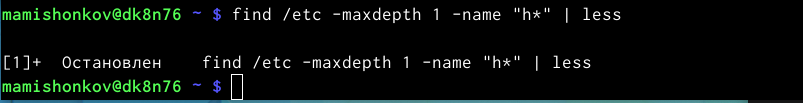 mamishonkov@dk8n76 ~ $ find /etc -maxdepth 1 -name "h*" | less
[1]+  Остановлен    find /etc -maxdepth 1 -name "h*" | less
mamishonkov@dk8n76 ~ $